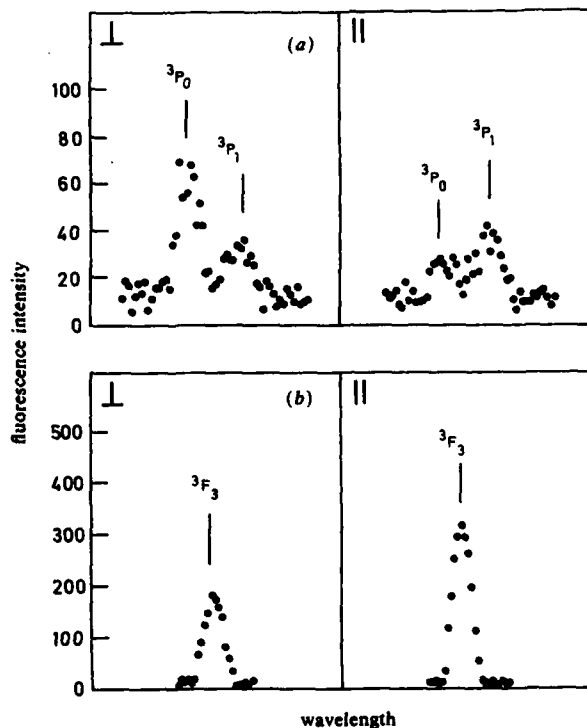 ⊥ (a) ||
³P₀ ³P₁ ³P₀ ³P₁
100
80
60
40
20
0
fluorescence intensity
⊥ (b) ||
³F₃ ³F₃
500
400
300
200
100
0
wavelength